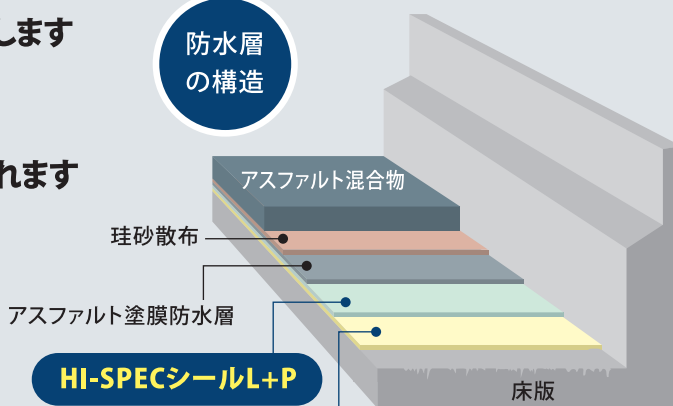 します
防水層
の構造
れます
アスファルト混合物
珪砂散布
アスファルト塗膜防水層
HI-SPECシールL+P
床版